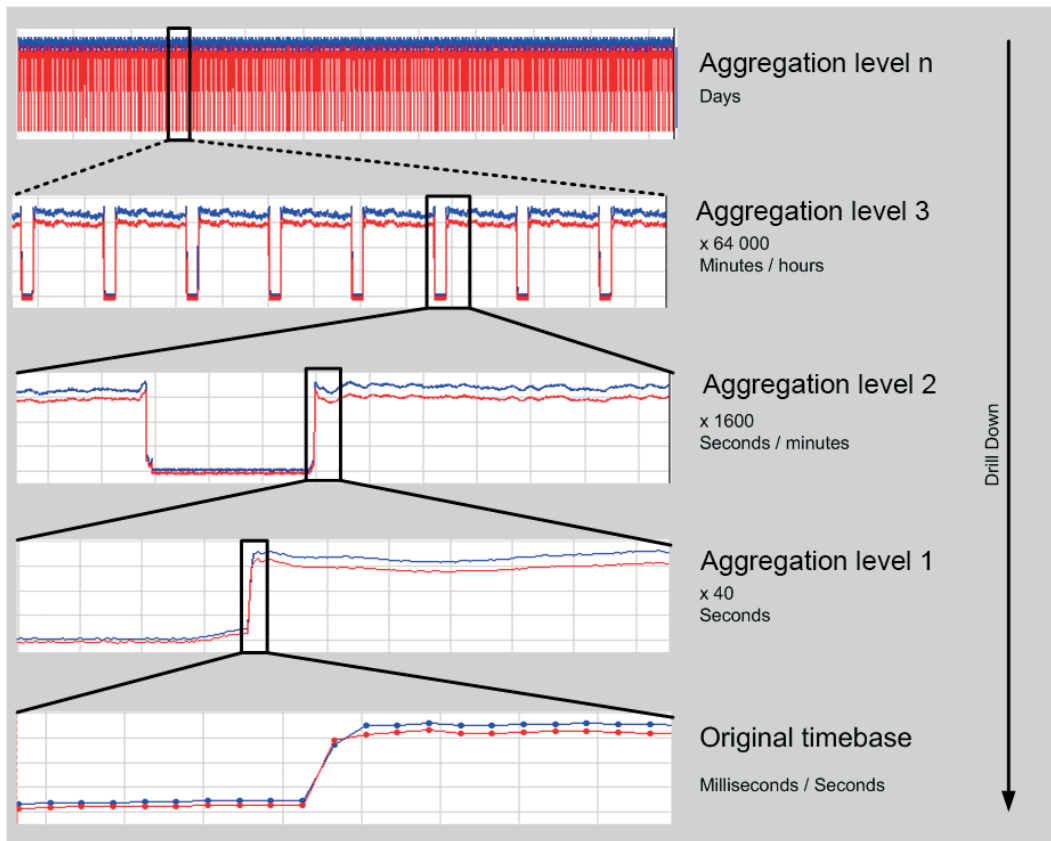 Aggregation level n
Days
Aggregation level 3
x 64 000
Minutes / hours
Aggregation level 2
x 1600
Seconds / minutes
Aggregation level 1
x 40
Seconds
Original timebase
Milliseconds / Seconds
Drill Down